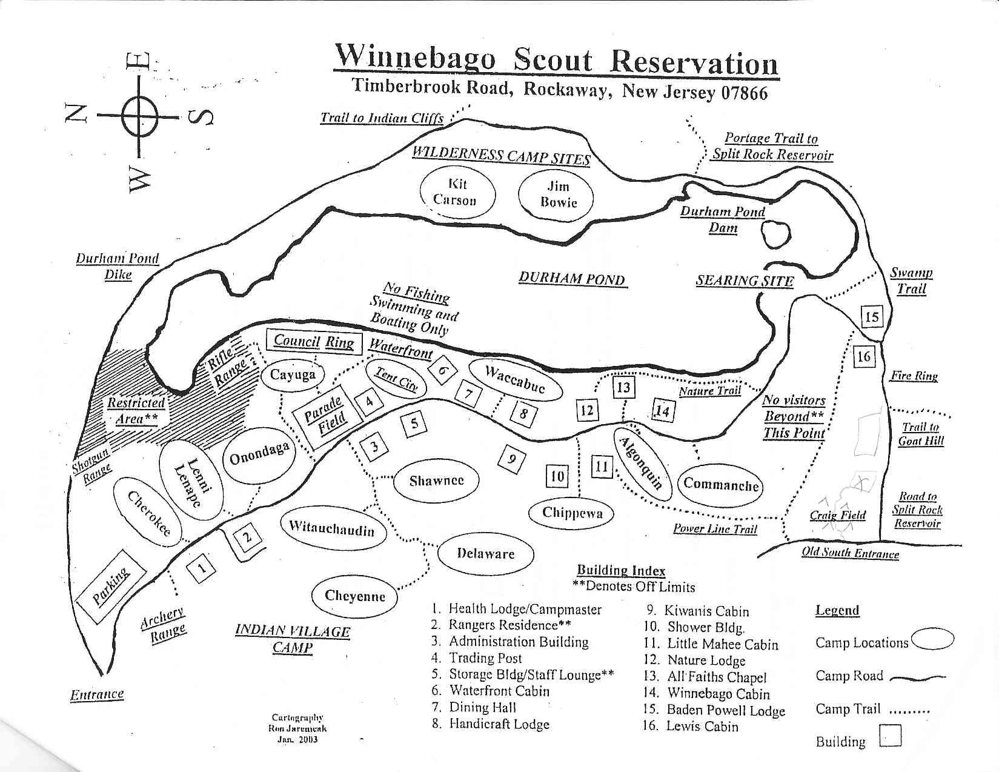 Winnebago Scout Reservation
Timberbrook Road, Rockaway, New Jersey 07866
E
N
S
W
Trail to Indian Cliffs
Portage Trail to
Split Rock Reservoir
WILDERNESS CAMP SITES
Kit
Carson
Jim
Bowie
Durham Pond
Dam
Durham Pond
Dike
DURHAM POND
SEARING SITE
Swamp
Trail
No Fishing
Swimming and
Boating Only
15
Council Ring
Waterfront
Rifle
Range
16
Cayuga
Tent City
6
Waccabuc
Fire Ring
13
Nature Trail
7
4
Parade
Field
8
12
14
No visitors
Beyond**
This Point
Restricted
Area**
5
Trail to
Goat Hill
3
Onondaga
Algonquin
Shotgun
Range
Lenni
Lenape
9
10
11
Shawnee
Commanche
Cherokee
Chippewa
Craig Field
Road to
Split Rock
Reservoir
Witauchaudin
Power Line Trail
2
Delaware
Old South Entrance
1
Parking
Cheyenne
Archery
Range
INDIAN VILLAGE
CAMP
Entrance
Building Index
**Denotes Off Limits
1. Health Lodge/Campmaster
2. Rangers Residence**
3. Administration Building
4. Trading Post
5. Storage Bldg/Staff Lounge**
6. Waterfront Cabin
7. Dining Hall
8. Handicraft Lodge
9. Kiwanis Cabin
10. Shower Bldg.
11. Little Mahee Cabin
12. Nature Lodge
13. All Faiths Chapel
14. Winnebago Cabin
15. Baden Powell Lodge
16. Lewis Cabin
Legend
Camp Locations
Camp Road
Camp Trail
Building
Cartography
Ron Jaremcak
Jan. 2003